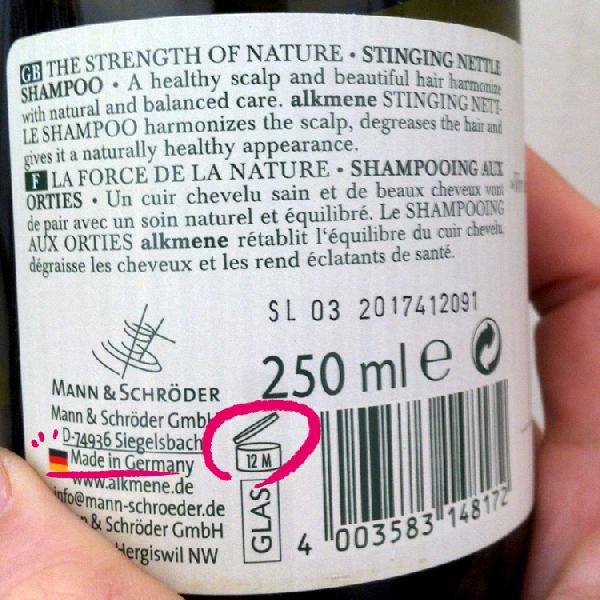 GB THE STRENGTH OF NATURE • STINGING NETTLE
SHAMPOO • A healthy scalp and beautiful hair harmonize
with natural and balanced care. alkmene STINGING NETT-
LE SHAMPOO harmonizes the scalp, degreases the hair and
gives it a naturally healthy appearance.
F LA FORCE DE LA NATURE • SHAMPOOING AUX
ORTIES • Un cuir chevelu sain et de beaux cheveux vont
de pair avec un soin naturel et équilibré. Le SHAMPOOING
AUX ORTIES alkmene rétablit l'équilibre du cuir chevelu,
dégraisse les cheveux et les rend éclatants de santé.
SL 03 2017412091
250 ml e
MANN & SCHRÖDER
Mann & Schröder GmbH
D-74936 Siegelsbach
Made in Germany
www.alkmene.de
info@mann-schroeder.de
& Schröder GmbH
Hergiswil NW
12 M
GLAS
4 003583 148172